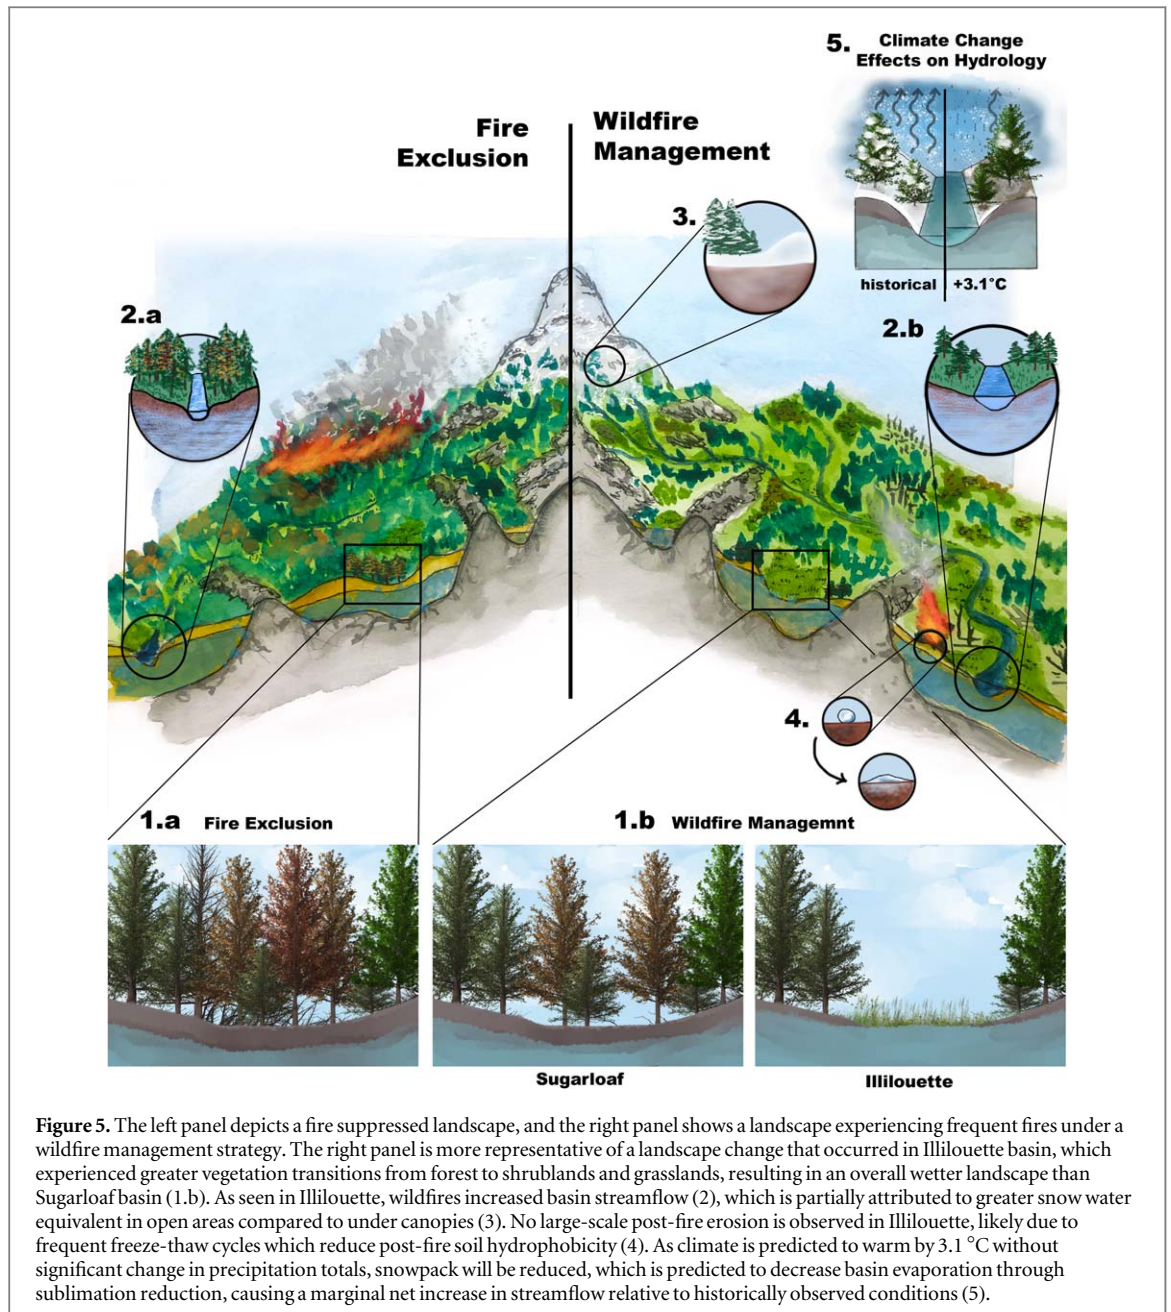 5. Climate Change
Effects on Hydrology
Fire
Exclusion
Wildfire
Management
3.
historical +3.1°C
2.a
2.b
4.
1.a Fire Exclusion
1.b Wildfire Managemnt
Sugarloaf
Illilouette
Figure 5. The left panel depicts a fire suppressed landscape, and the right panel shows a landscape experiencing frequent fires under a
wildfire management strategy. The right panel is more representative of a landscape change that occurred in Illilouette basin, which
experienced greater vegetation transitions from forest to shrublands and grasslands, resulting in an overall wetter landscape than
Sugarloaf basin (1.b). As seen in Illilouette, wildfires increased basin streamflow (2), which is partially attributed to greater snow water
equivalent in open areas compared to under canopies (3). No large-scale post-fire erosion is observed in Illilouette, likely due to
frequent freeze-thaw cycles which reduce post-fire soil hydrophobicity (4). As climate is predicted to warm by 3.1 °C without
significant change in precipitation totals, snowpack will be reduced, which is predicted to decrease basin evaporation through
sublimation reduction, causing a marginal net increase in streamflow relative to historically observed conditions (5).